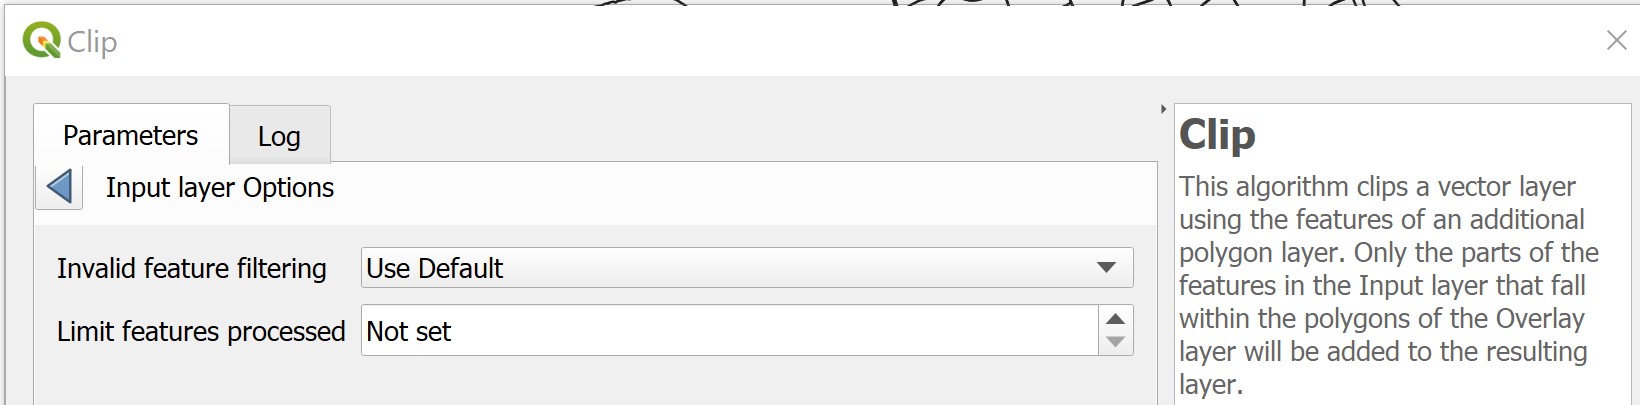 Clip
Parameters
Log
Input layer Options
Invalid feature filtering
Use Default
Limit features processed
Not set
Clip
This algorithm clips a vector layer
using the features of an additional
polygon layer. Only the parts of the
features in the Input layer that fall
within the polygons of the Overlay
layer will be added to the resulting
layer.